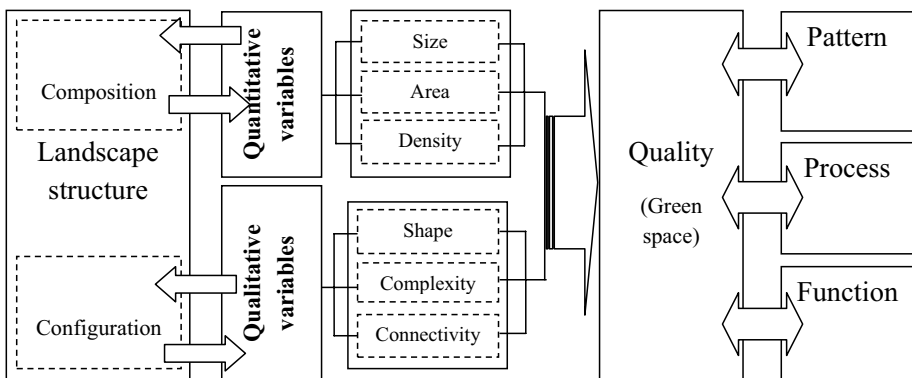 Composition
Landscape
structure
Configuration
Quantitative
variables
Qualitative
variables
Size
Area
Density
Shape
Complexity
Connectivity
Quality
(Green
space)
Pattern
Process
Function